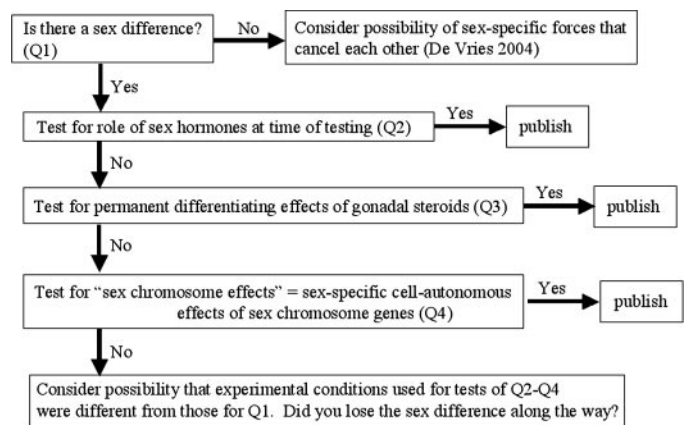 Is there a sex difference?
(Q1)
No
Consider possibility of sex-specific forces that
cancel each other (De Vries 2004)
Yes
Test for role of sex hormones at time of testing (Q2)
Yes
publish
No
Test for permanent differentiating effects of gonadal steroids (Q3)
Yes
publish
No
Test for “sex chromosome effects” = sex-specific cell-autonomous
effects of sex chromosome genes (Q4)
Yes
publish
No
Consider possibility that experimental conditions used for tests of Q2-Q4
were different from those for Q1. Did you lose the sex difference along the way?